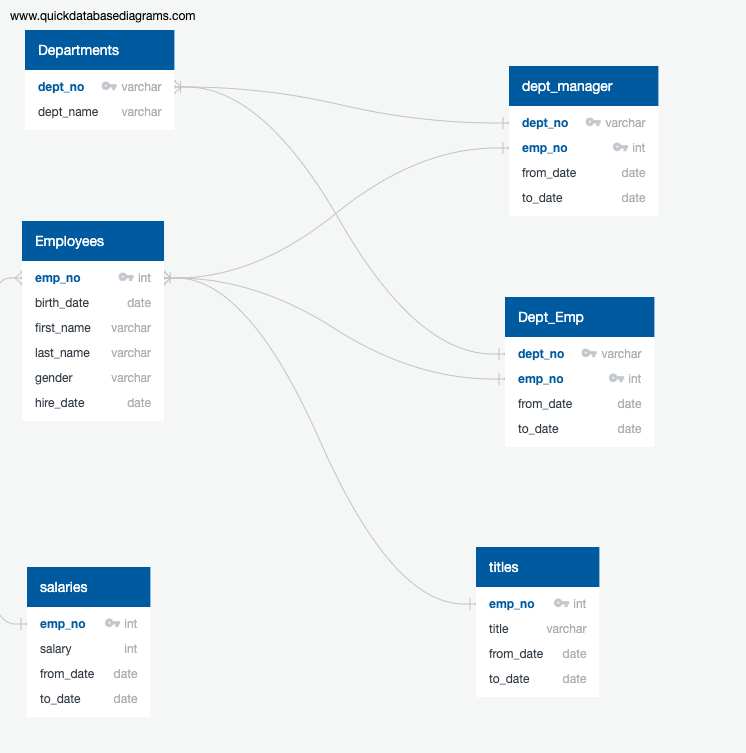 www.quickdatabasediagrams.com
Departments
dept_no varchar
dept_name varchar
dept_manager
dept_no varchar
emp_no int
from_date date
to_date date
Employees
emp_no int
birth_date date
first_name varchar
last_name varchar
gender varchar
hire_date date
Dept_Emp
dept_no varchar
emp_no int
from_date date
to_date date
salaries
emp_no int
salary int
from_date date
to_date date
titles
emp_no int
title varchar
from_date date
to_date date